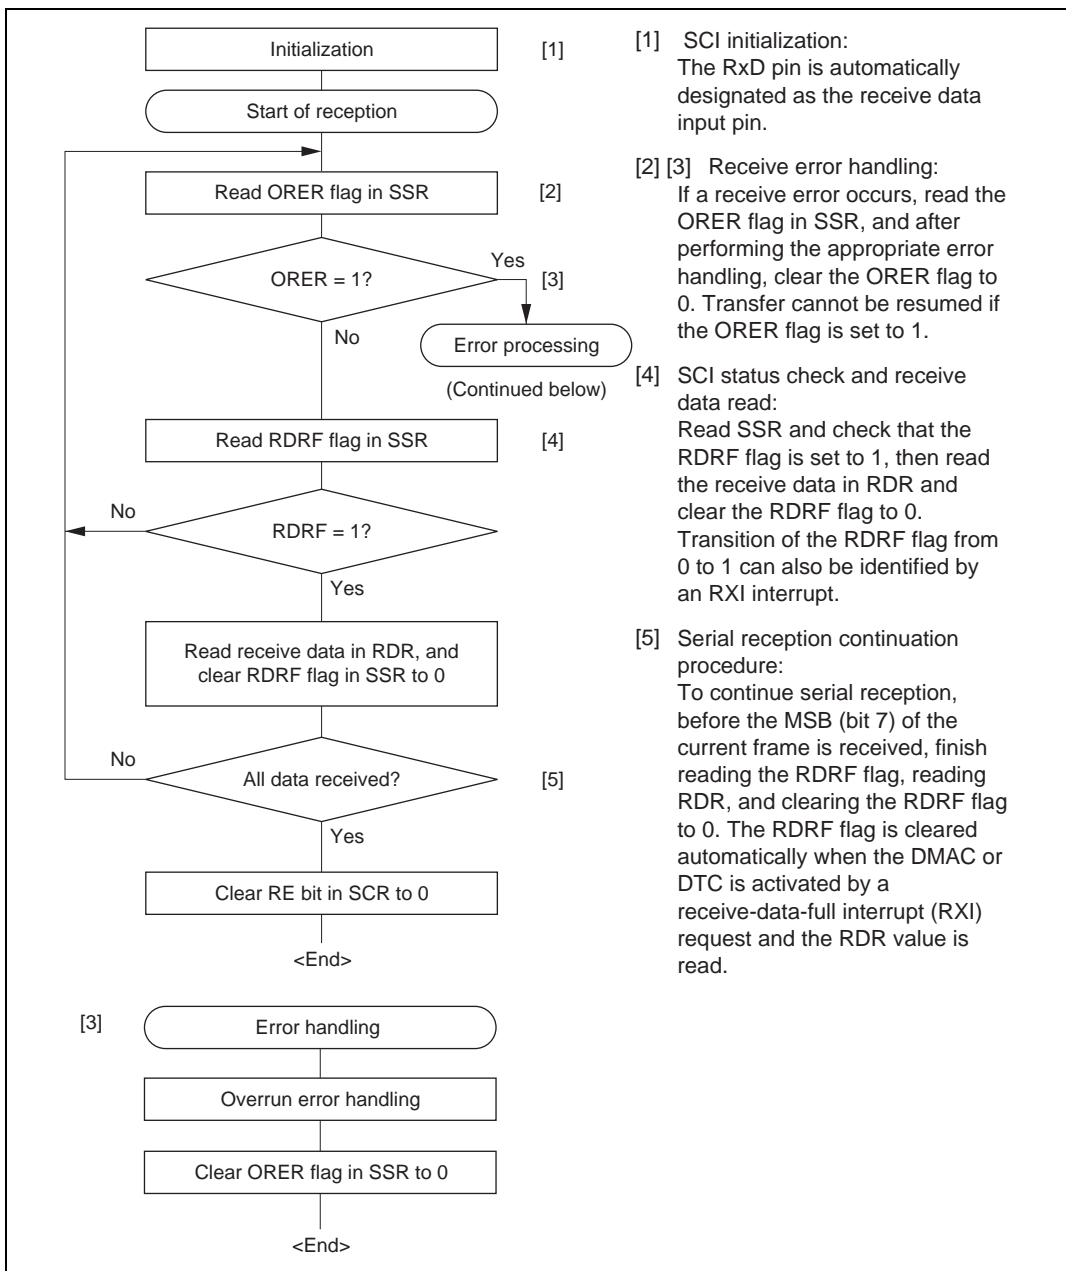 Initialization
[1]
Start of reception
Read ORER flag in SSR
[2]
ORER = 1?
Yes
[3]
No
Error processing
(Continued below)
Read RDRF flag in SSR
[4]
No
RDRF = 1?
Yes
Read receive data in RDR, and
clear RDRF flag in SSR to 0
No
All data received?
[5]
Yes
Clear RE bit in SCR to 0
<End>
[3]
Error handling
Overrun error handling
Clear ORER flag in SSR to 0
<End>
[1] SCI initialization:
The RxD pin is automatically
designated as the receive data
input pin.
[2] [3] Receive error handling:
If a receive error occurs, read the
ORER flag in SSR, and after
performing the appropriate error
handling, clear the ORER flag to
0. Transfer cannot be resumed if
the ORER flag is set to 1.
[4] SCI status check and receive
data read:
Read SSR and check that the
RDRF flag is set to 1, then read
the receive data in RDR and
clear the RDRF flag to 0.
Transition of the RDRF flag from
0 to 1 can also be identified by
an RXI interrupt.
[5] Serial reception continuation
procedure:
To continue serial reception,
before the MSB (bit 7) of the
current frame is received, finish
reading the RDRF flag, reading
RDR, and clearing the RDRF flag
to 0. The RDRF flag is cleared
automatically when the DMAC or
DTC is activated by a
receive-data-full interrupt (RXI)
request and the RDR value is
read.